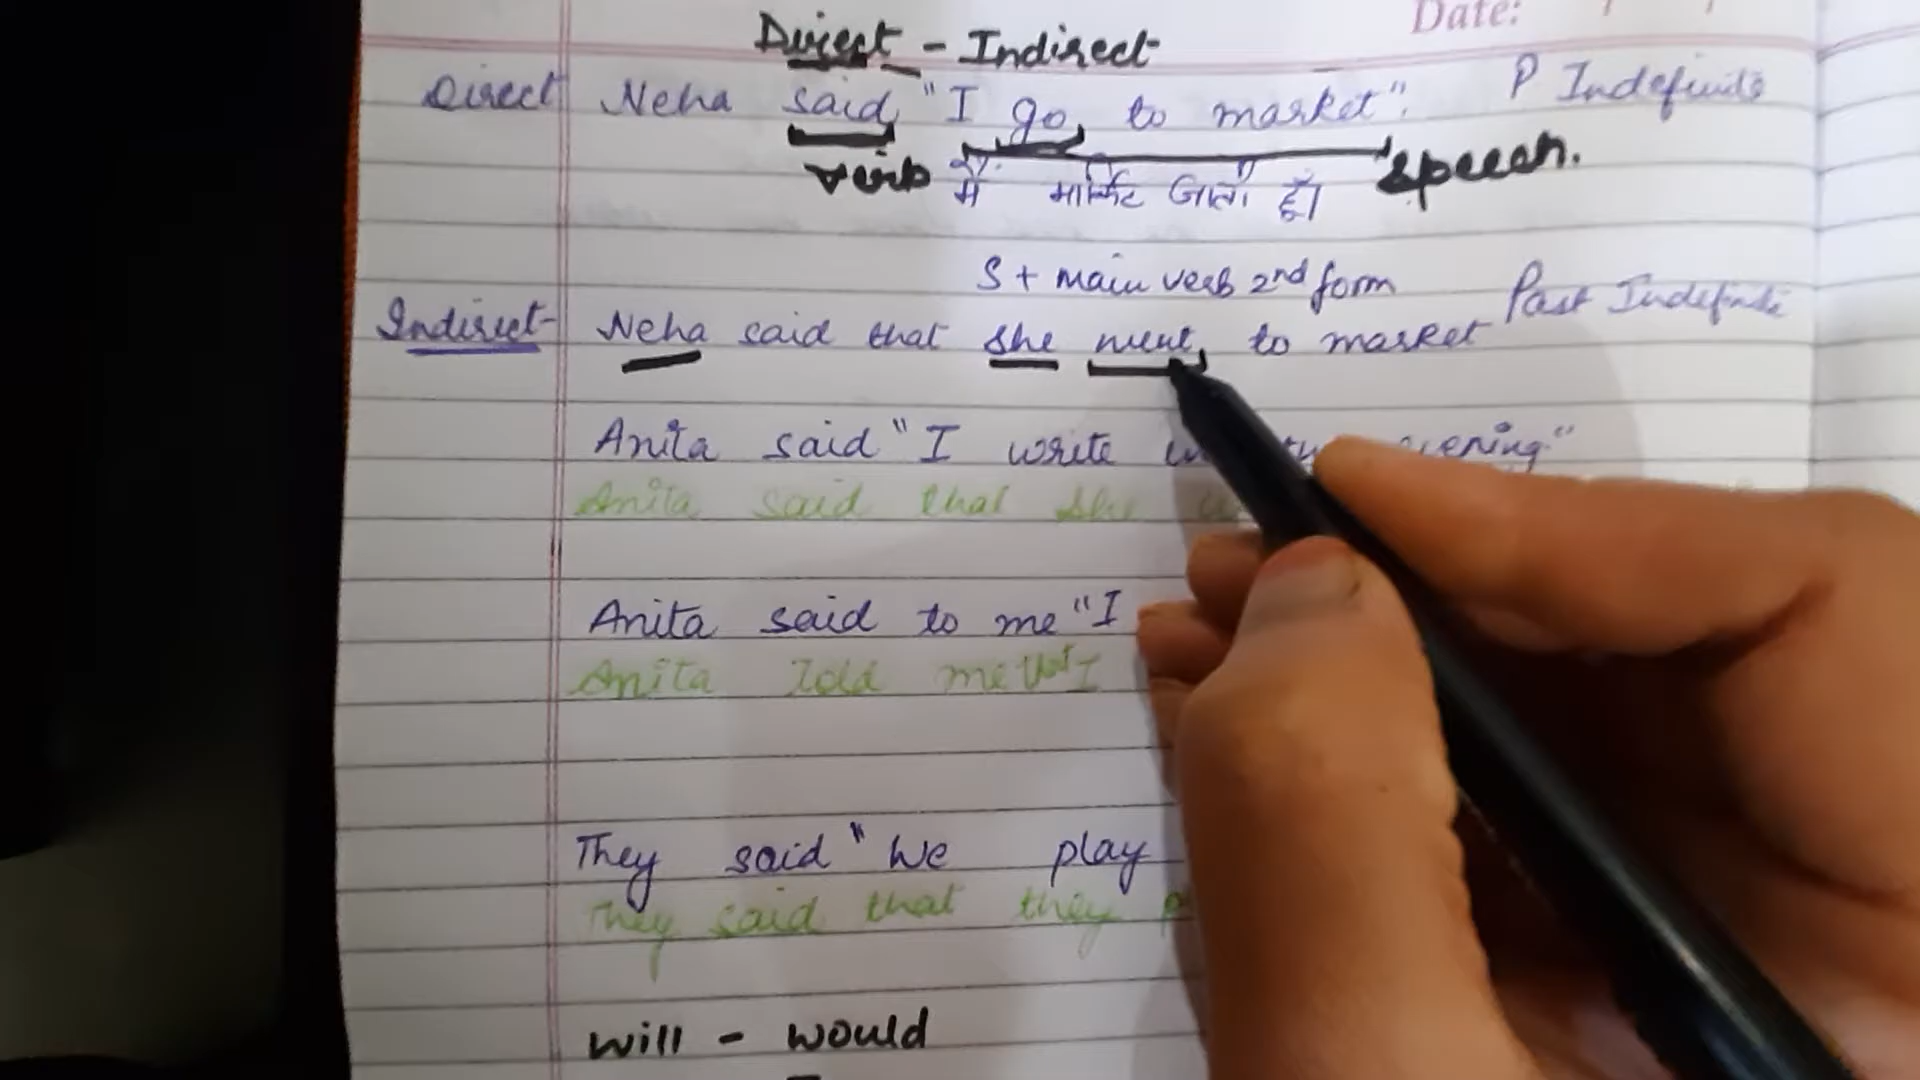 Date:
Direct - Indirect
Direct Neha said, "I go to market". P Indefinite
verb मैं मार्किट जाती हूँ। Speech.
S + main verb 2nd form
Past Indefinite
Indirect- Neha said that she went to market
Anita said "I write evening."
Anita said that she
Anita said to me "I
Anita Told me that I
They said "We play
They said that they
will - would